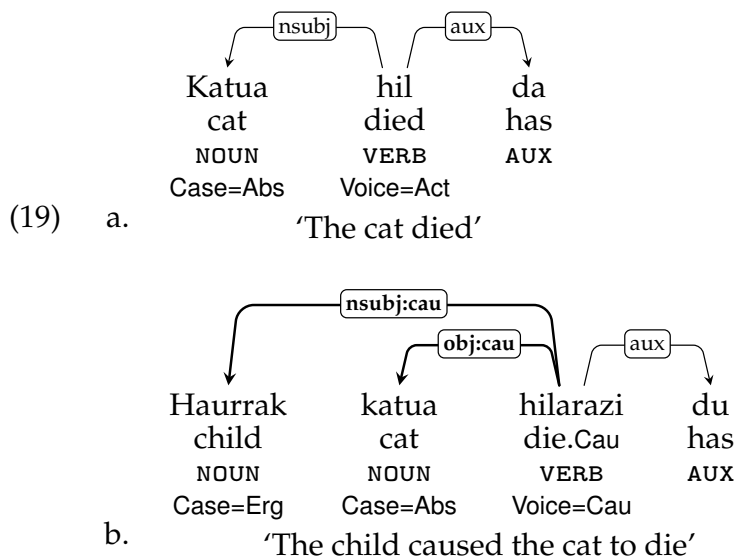 nsubj aux
Katua hil da
cat died has
NOUN VERB AUX
Case=Abs Voice=Act
(19) a. ‘The cat died’
nsubj:cau
obj:cau aux
Haurrak katua hilarazi du
child cat die.Cau has
NOUN NOUN VERB AUX
Case=Erg Case=Abs Voice=Cau
b. ‘The child caused the cat to die’